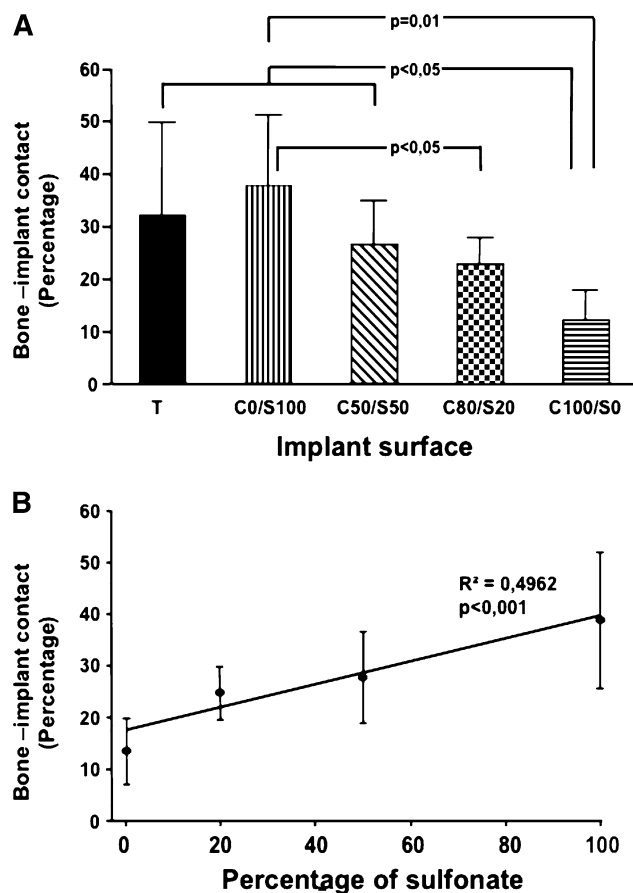 A
p=0,01
p<0,05
p<0,05
Bone –implant contact
(Percentage)
60
50
40
30
20
10
0
T C0/S100 C50/S50 C80/S20 C100/S0
Implant surface
B
Bone –implant contact
(Percentage)
60
50
40
30
20
10
0
R² = 0,4962
p<0,001
0 20 40 60 80 100
Percentage of sulfonate